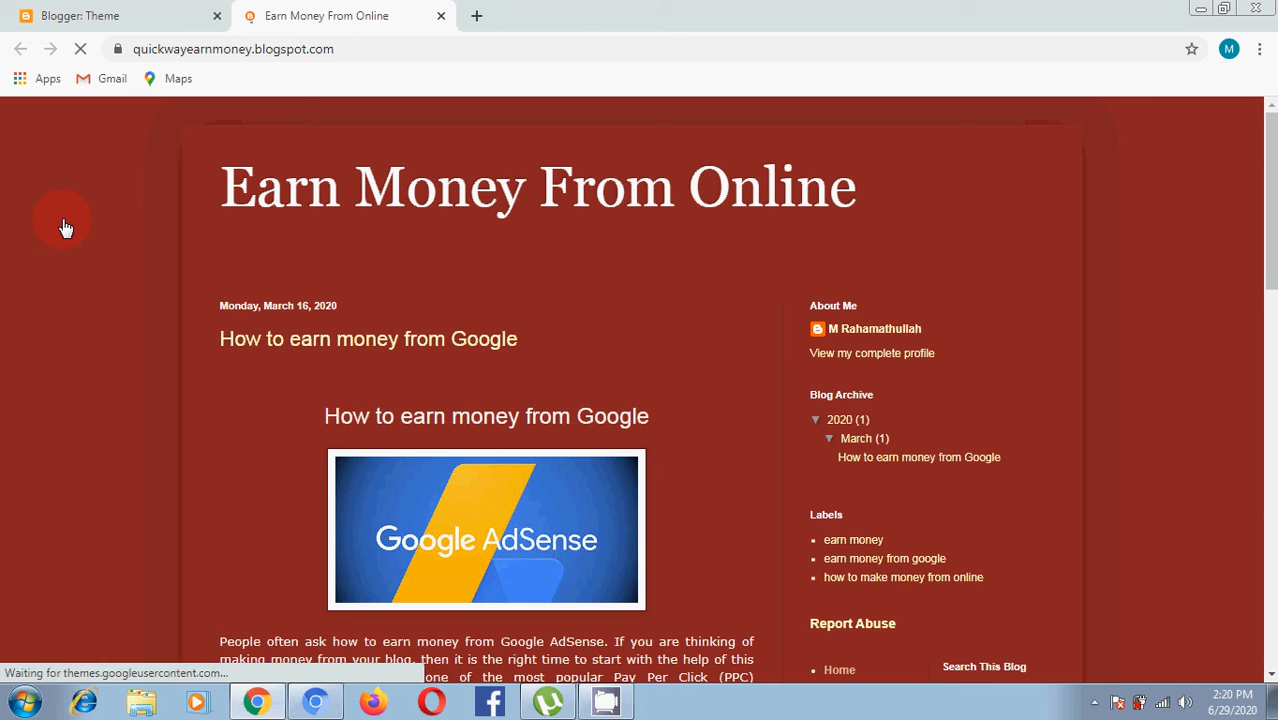 Blogger: Theme
Earn Money From Online
quickwayearnmoney.blogspot.com
M
Apps
Gmail
Maps
Earn Money From Online
Monday, March 16, 2020
How to earn money from Google
How to earn money from Google
Google AdSense
People often ask how to earn money from Google AdSense. If you are thinking of
making money from your blog, then it is the right time to start with the help of this
one of the most popular Pay Per Click (PPC)
About Me
M Rahamathullah
View my complete profile
Blog Archive
▼ 2020 (1)
▼ March (1)
How to earn money from Google
Labels
earn money
earn money from google
how to make money from online
Report Abuse
Home
Search This Blog
Waiting for themes.googleusercontent.com...
2:20 PM
6/29/2020